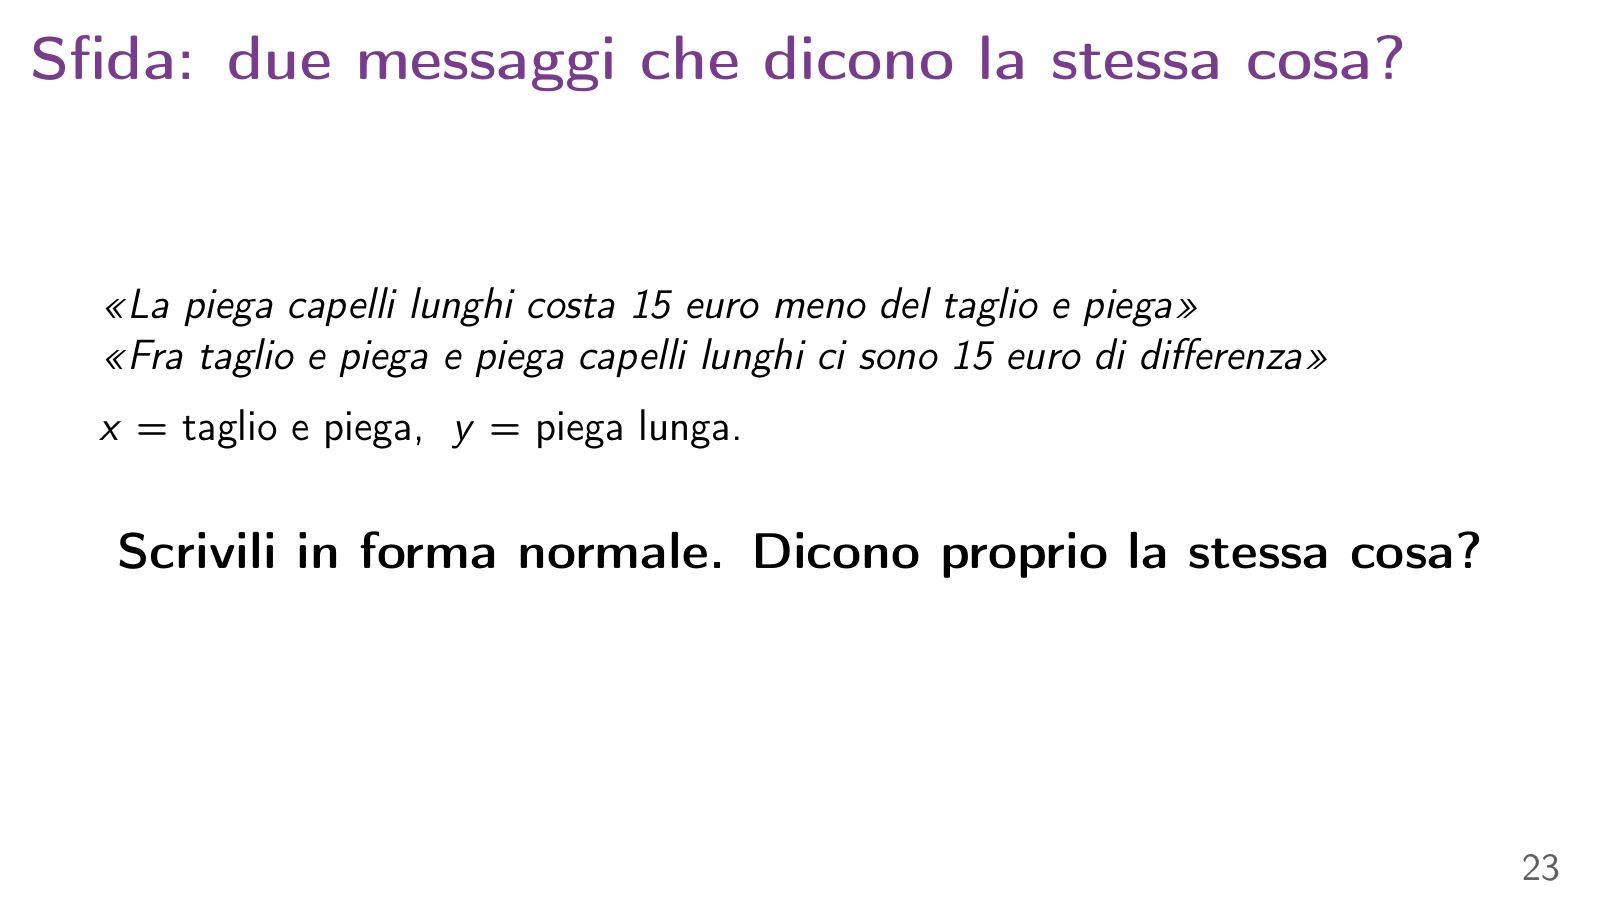 Sfida: due messaggi che dicono la stessa cosa?
«La piega capelli lunghi costa 15 euro meno del taglio e piega»
«Fra taglio e piega e piega capelli lunghi ci sono 15 euro di differenza»
x = taglio e piega, y = piega lunga.
Scrivili in forma normale. Dicono proprio la stessa cosa?
23